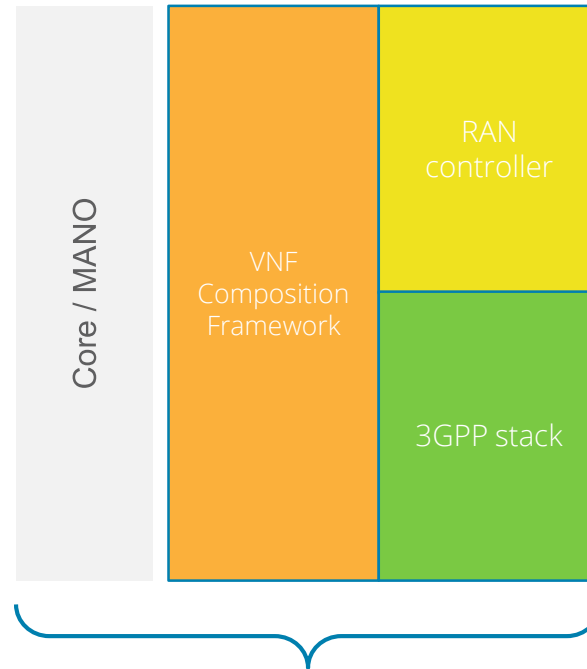 Core / MANO
VNF
Composition
Framework
RAN
controller
3GPP stack